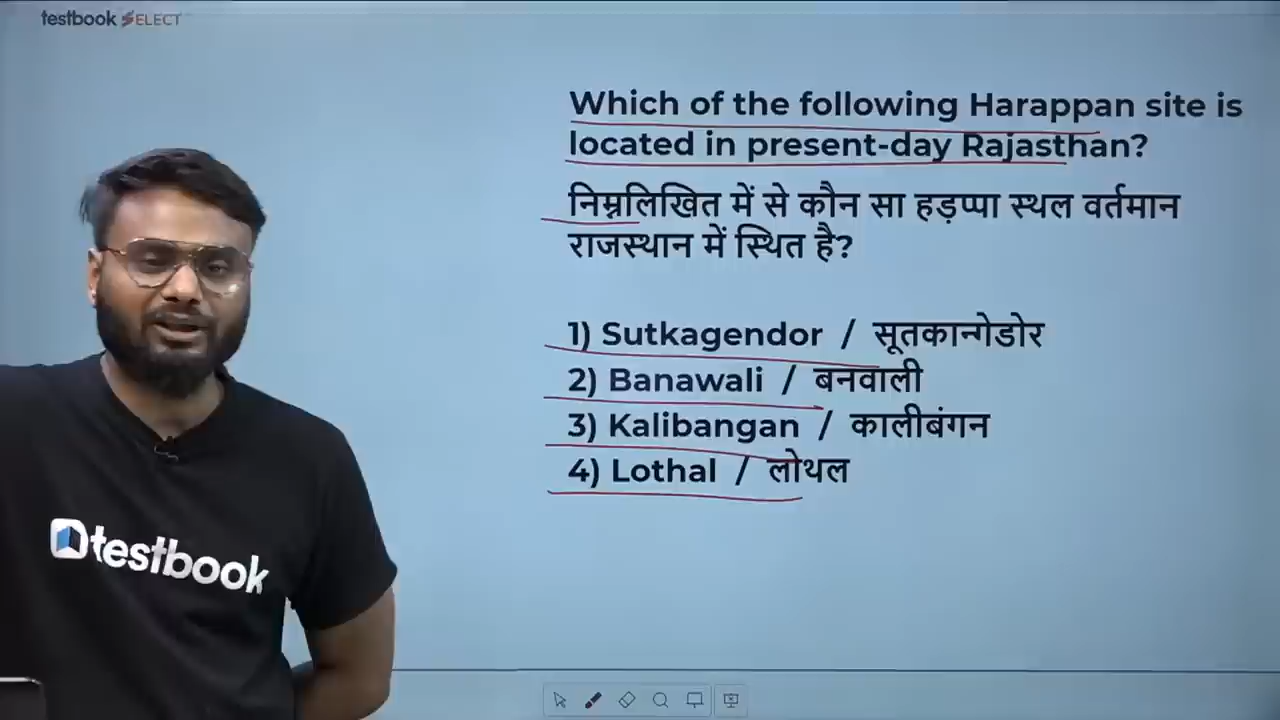 testbook SELECT
Which of the following Harappan site is
located in present-day Rajasthan?
निम्नलिखित में से कौन सा हड़प्पा स्थल वर्तमान
राजस्थान में स्थित है?
1) Sutkagendor / सूतकान्गेडोर
2) Banawali / बनवाली
3) Kalibangan / कालीबंगन
4) Lothal / लोथल
testbook